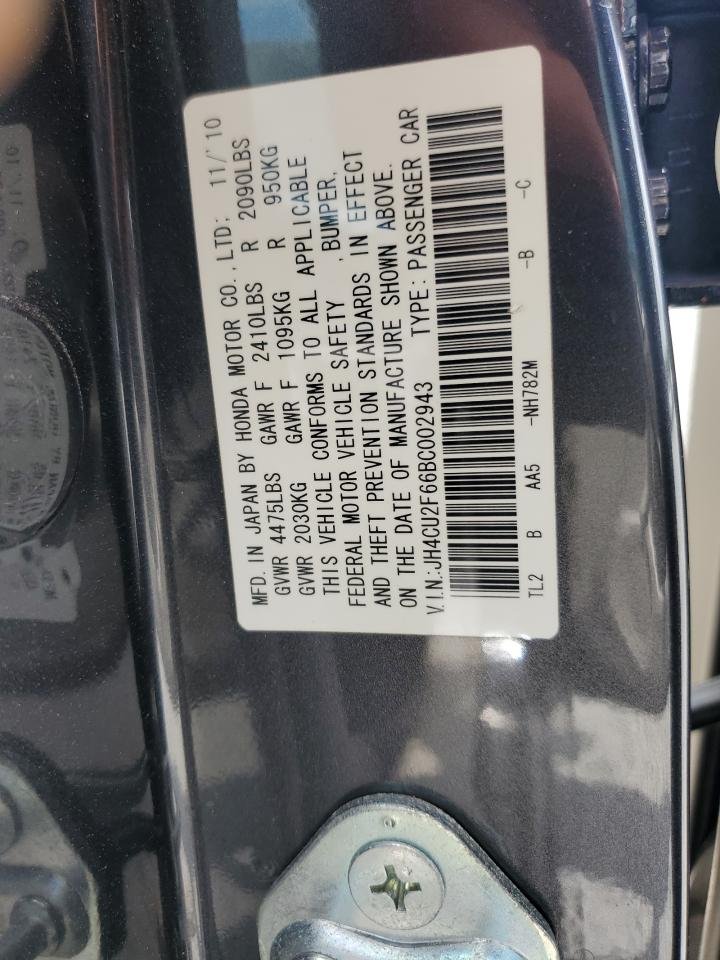 MFD. IN JAPAN BY HONDA MOTOR CO., LTD: 11/'10
GVWR 4475LBS GAWR F 2410LBS R 2090LBS
GVWR 2030KG GAWR F 1095KG R 950KG
THIS VEHICLE CONFORMS TO ALL APPLICABLE
FEDERAL MOTOR VEHICLE SAFETY ,BUMPER,
AND THEFT PREVENTION STANDARDS IN EFFECT
ON THE DATE OF MANUFACTURE SHOWN ABOVE.
V.I.N.:JH4CU2F66BC002943 TYPE: PASSENGER CAR
TL2 B AA5 -NH782M -B -C